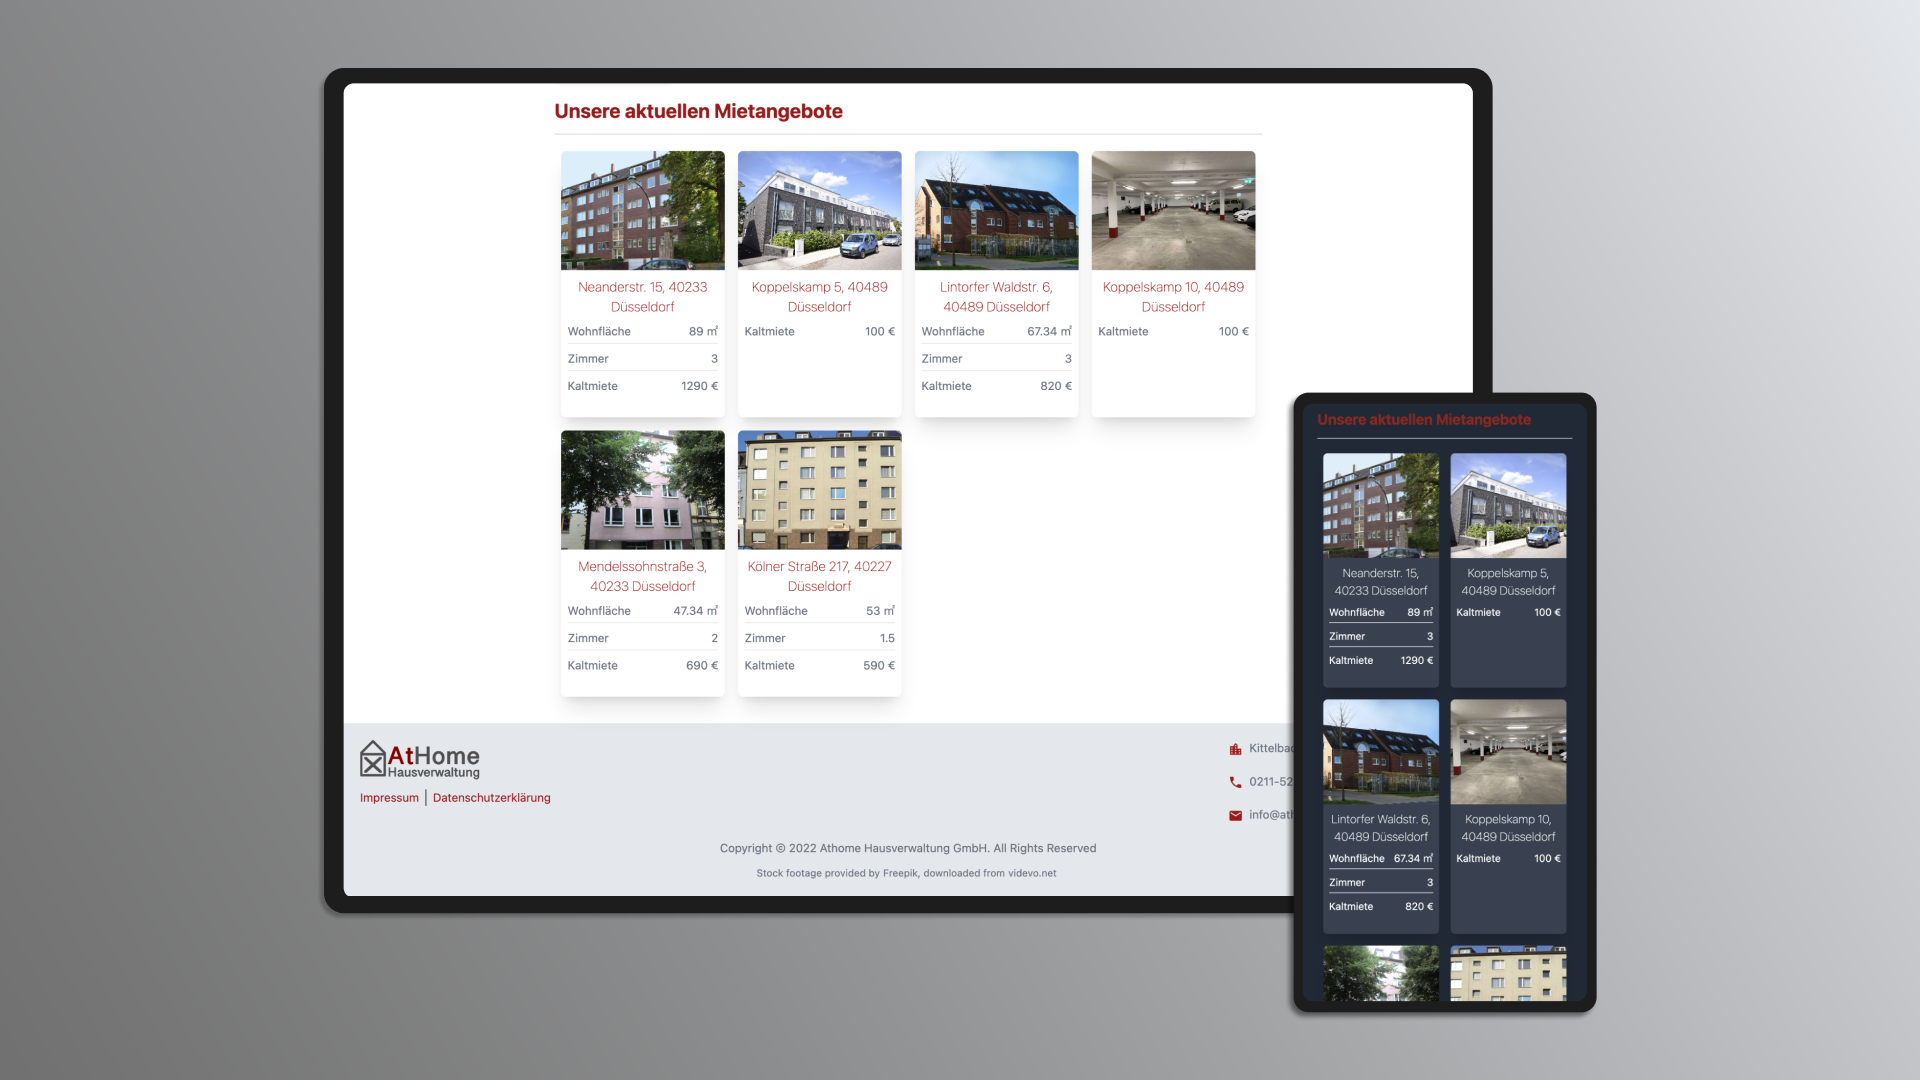 Unsere aktuellen Mietangebote
Neanderstr. 15, 40233
Düsseldorf
Wohnfläche 89 ㎡
Zimmer 3
Kaltmiete 1290 €
Koppelskamp 5, 40489
Düsseldorf
Kaltmiete 100 €
Lintorfer Waldstr. 6,
40489 Düsseldorf
Wohnfläche 67.34 ㎡
Zimmer 3
Kaltmiete 820 €
Koppelskamp 10, 40489
Düsseldorf
Kaltmiete 100 €
Mendelssohnstraße 3,
40233 Düsseldorf
Wohnfläche 47.34 ㎡
Zimmer 2
Kaltmiete 690 €
Kölner Straße 217, 40227
Düsseldorf
Wohnfläche 53 ㎡
Zimmer 1.5
Kaltmiete 590 €
AtHome
Hausverwaltung
Impressum | Datenschutzerklärung
Kittelbac
0211-52
info@ath
Copyright © 2022 Athome Hausverwaltung GmbH. All Rights Reserved
Stock footage provided by Freepik, downloaded from videvo.net
Unsere aktuellen Mietangebote
Neanderstr. 15,
40233 Düsseldorf
Wohnfläche 89 ㎡
Zimmer 3
Kaltmiete 1290 €
Koppelskamp 5,
40489 Düsseldorf
Kaltmiete 100 €
Lintorfer Waldstr. 6,
40489 Düsseldorf
Wohnfläche 67.34 ㎡
Zimmer 3
Kaltmiete 820 €
Koppelskamp 10,
40489 Düsseldorf
Kaltmiete 100 €